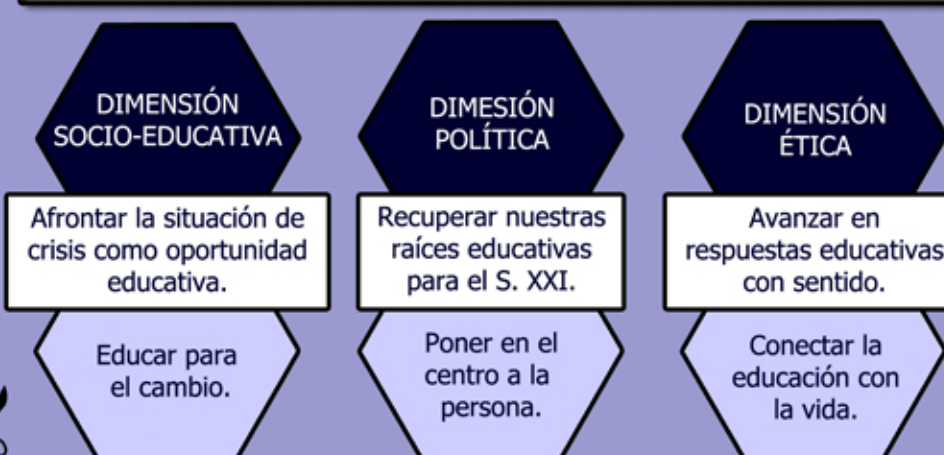 DIMENSIÓN
SOCIO-EDUCATIVA
Afrontar la situación de
crisis como oportunidad
educativa.
Educar para
el cambio.
DIMESIÓN
POLÍTICA
Recuperar nuestras
raíces educativas
para el S. XXI.
Poner en el
centro a la
persona.
DIMENSIÓN
ÉTICA
Avanzar en
respuestas educativas
con sentido.
Conectar la
educación con
la vida.